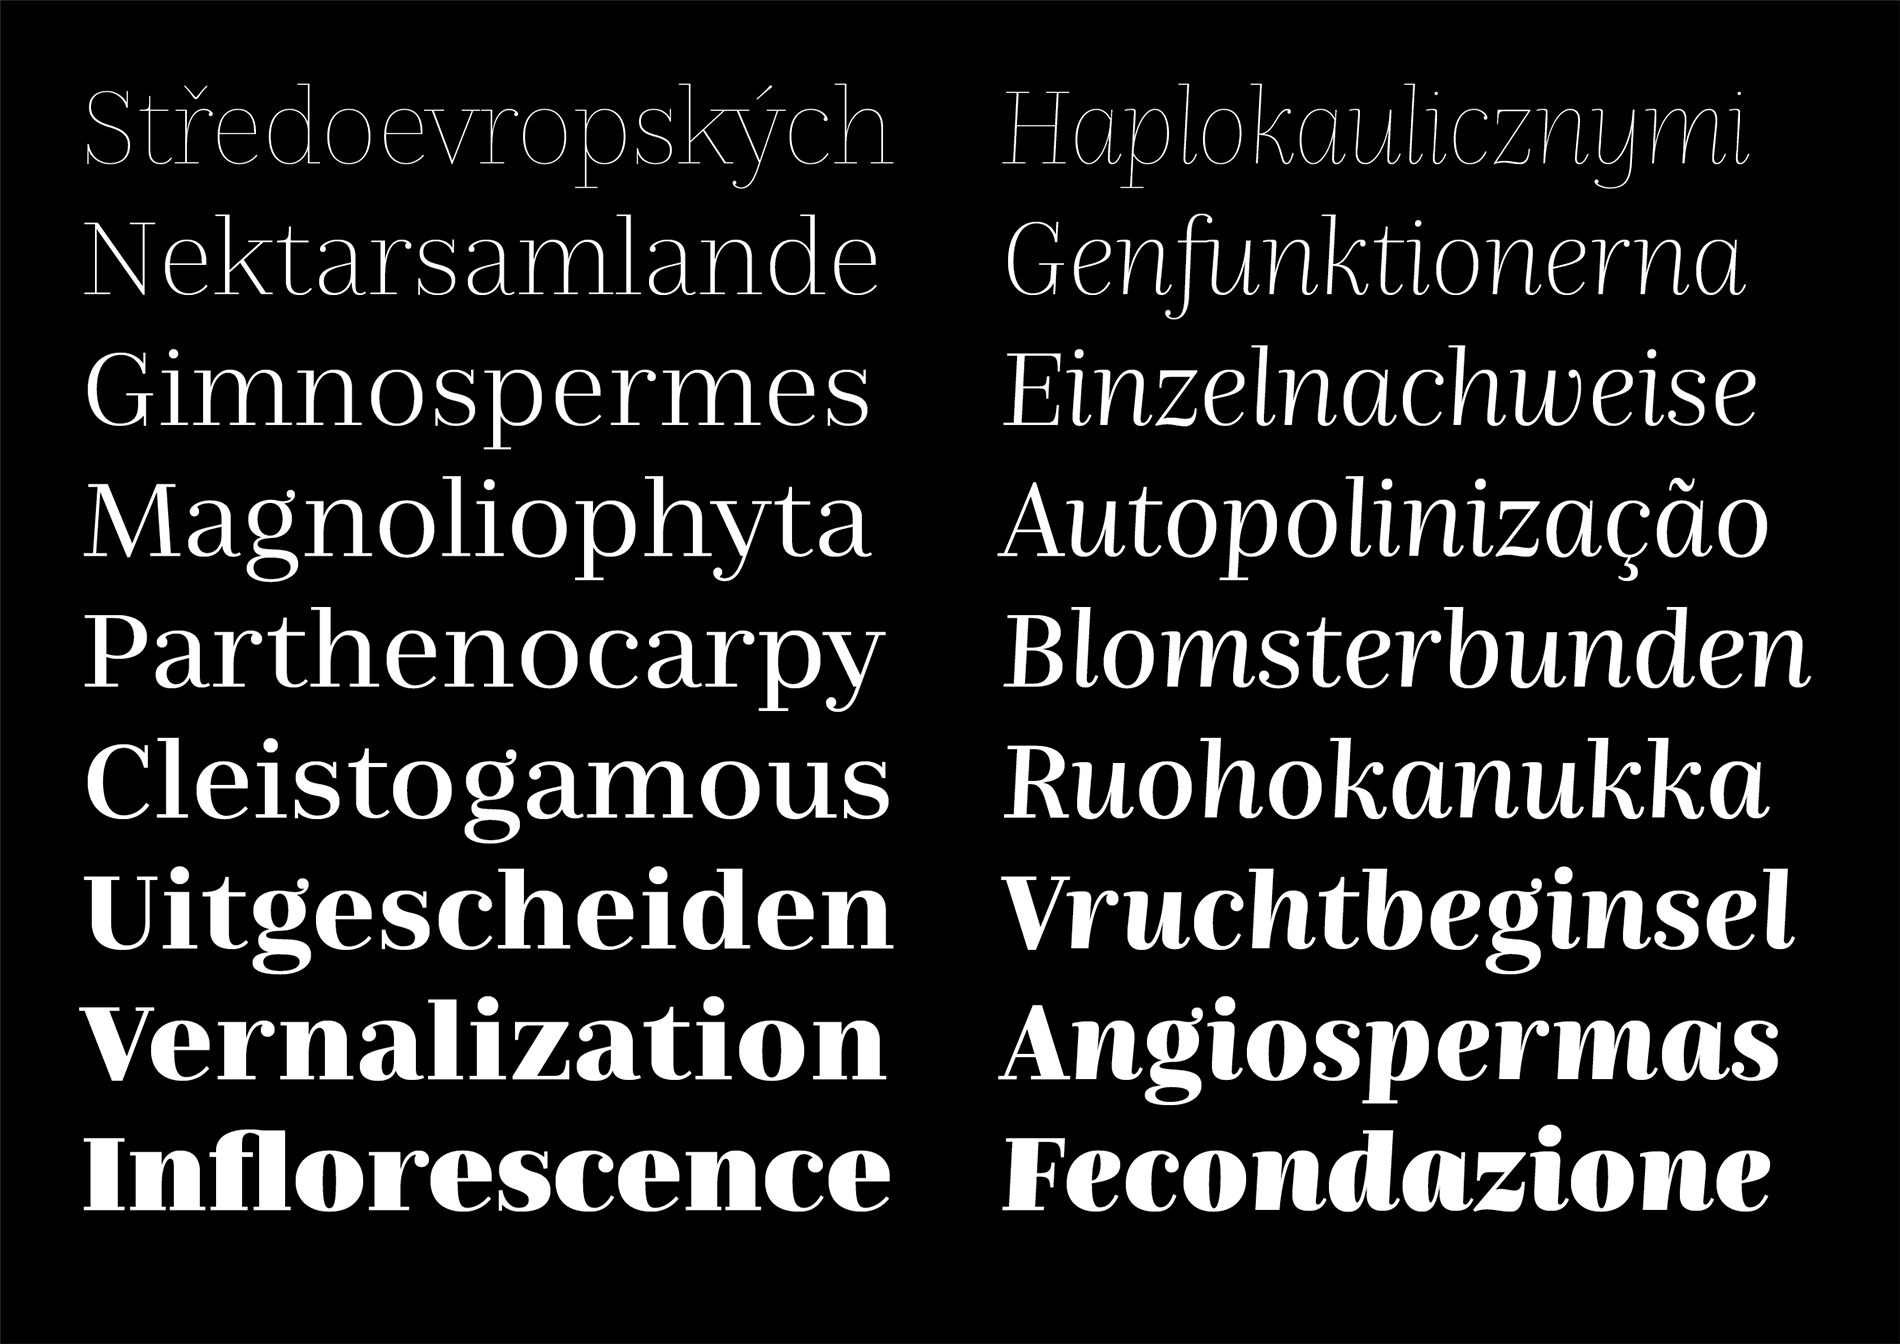 Středoevropských
Nektarsamlande
Gimnospermes
Magnoliophyta
Parthenocarpy
Cleistogamous
Uitgescheiden
Vernalization
Inflorescence
Haplokaulicznymi
Genfunktionerna
Einzelnachweise
Autopolinização
Blomsterbunden
Ruohokanukka
Vruchtbeginsel
Angiospermas
Fecondazione